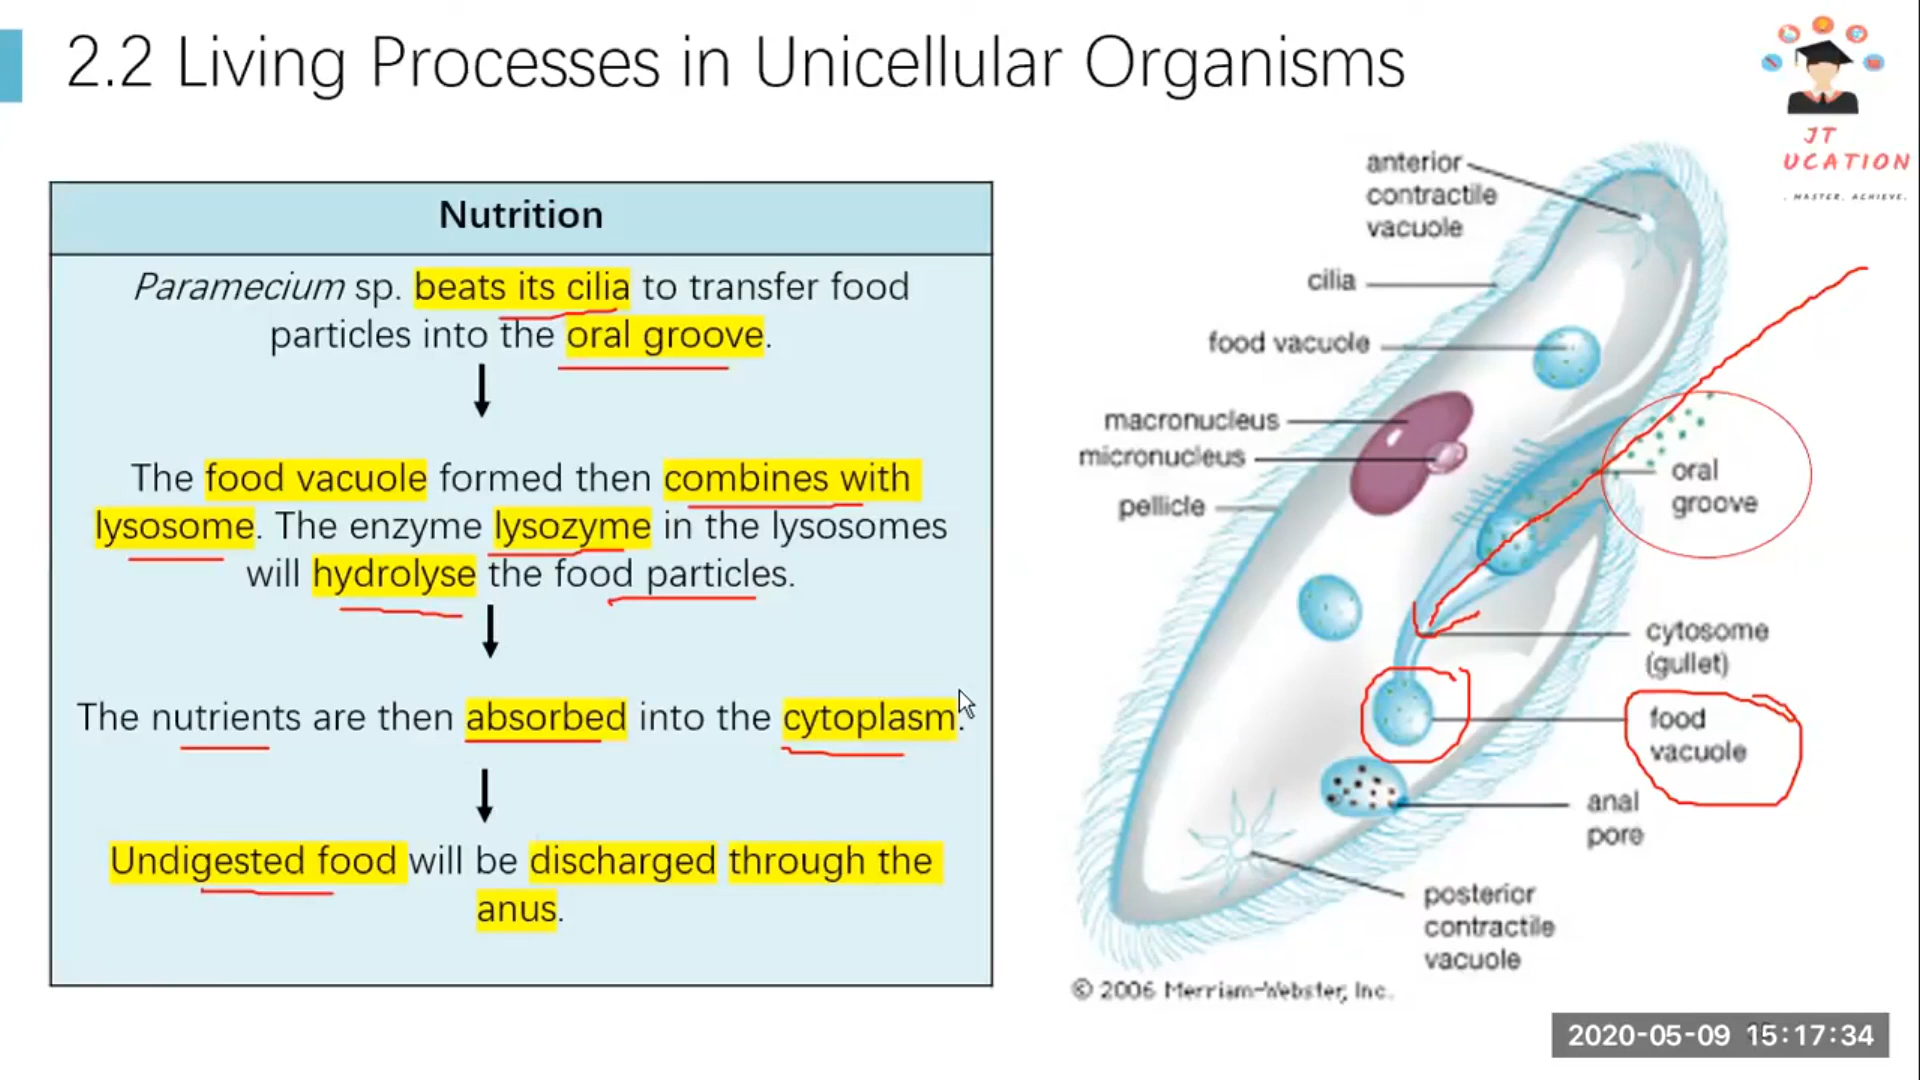 2.2 Living Processes in Unicellular Organisms
JT
UCATION
. MASTER. ACHIEVE.
Nutrition
Paramecium sp. beats its cilia to transfer food
particles into the oral groove.
The food vacuole formed then combines with
lysosome. The enzyme lysozyme in the lysosomes
will hydrolyse the food particles.
The nutrients are then absorbed into the cytoplasm.
Undigested food will be discharged through the
anus.
anterior
contractile
vacuole
cilia
food vacuole
macronucleus
micronucleus
pellicle
oral
groove
cytosome
(gullet)
food
vacuole
anal
pore
posterior
contractile
vacuole
© 2006 Merriam-Webster, Inc.
2020-05-09 15:17:34